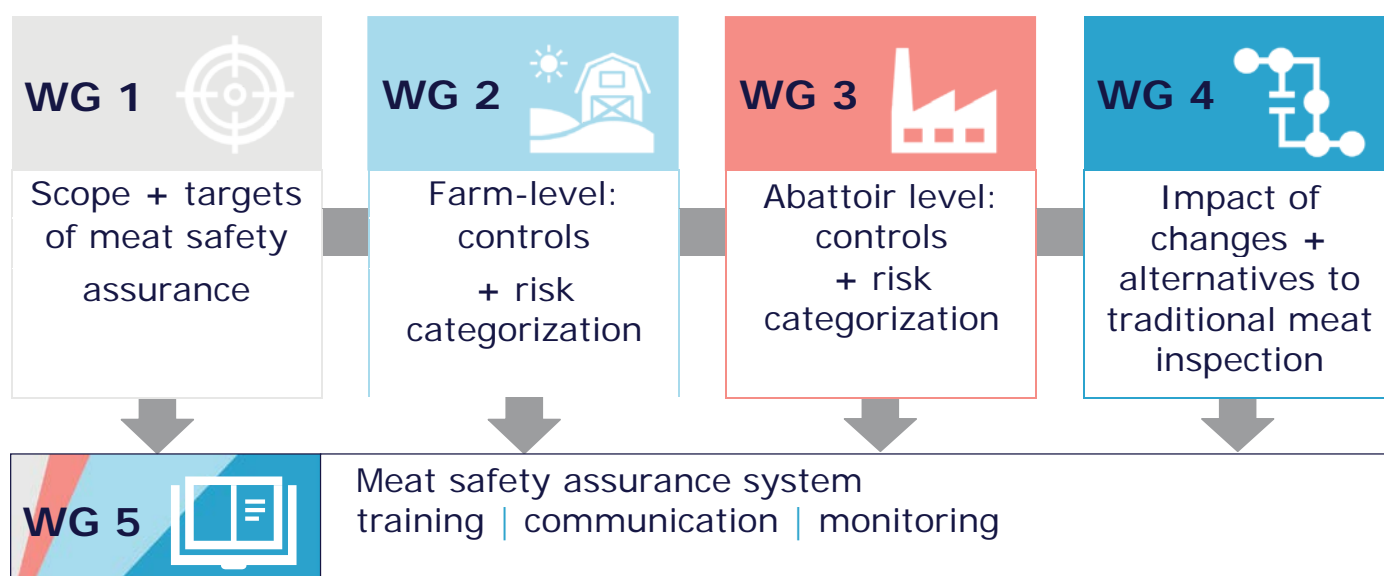 WG 1
Scope + targets
of meat safety
assurance
WG 2
Farm-level:
controls
+ risk
categorization
WG 3
Abattoir level:
controls
+ risk
categorization
WG 4
Impact of
changes +
alternatives to
traditional meat
inspection
WG 5
Meat safety assurance system
training | communication | monitoring